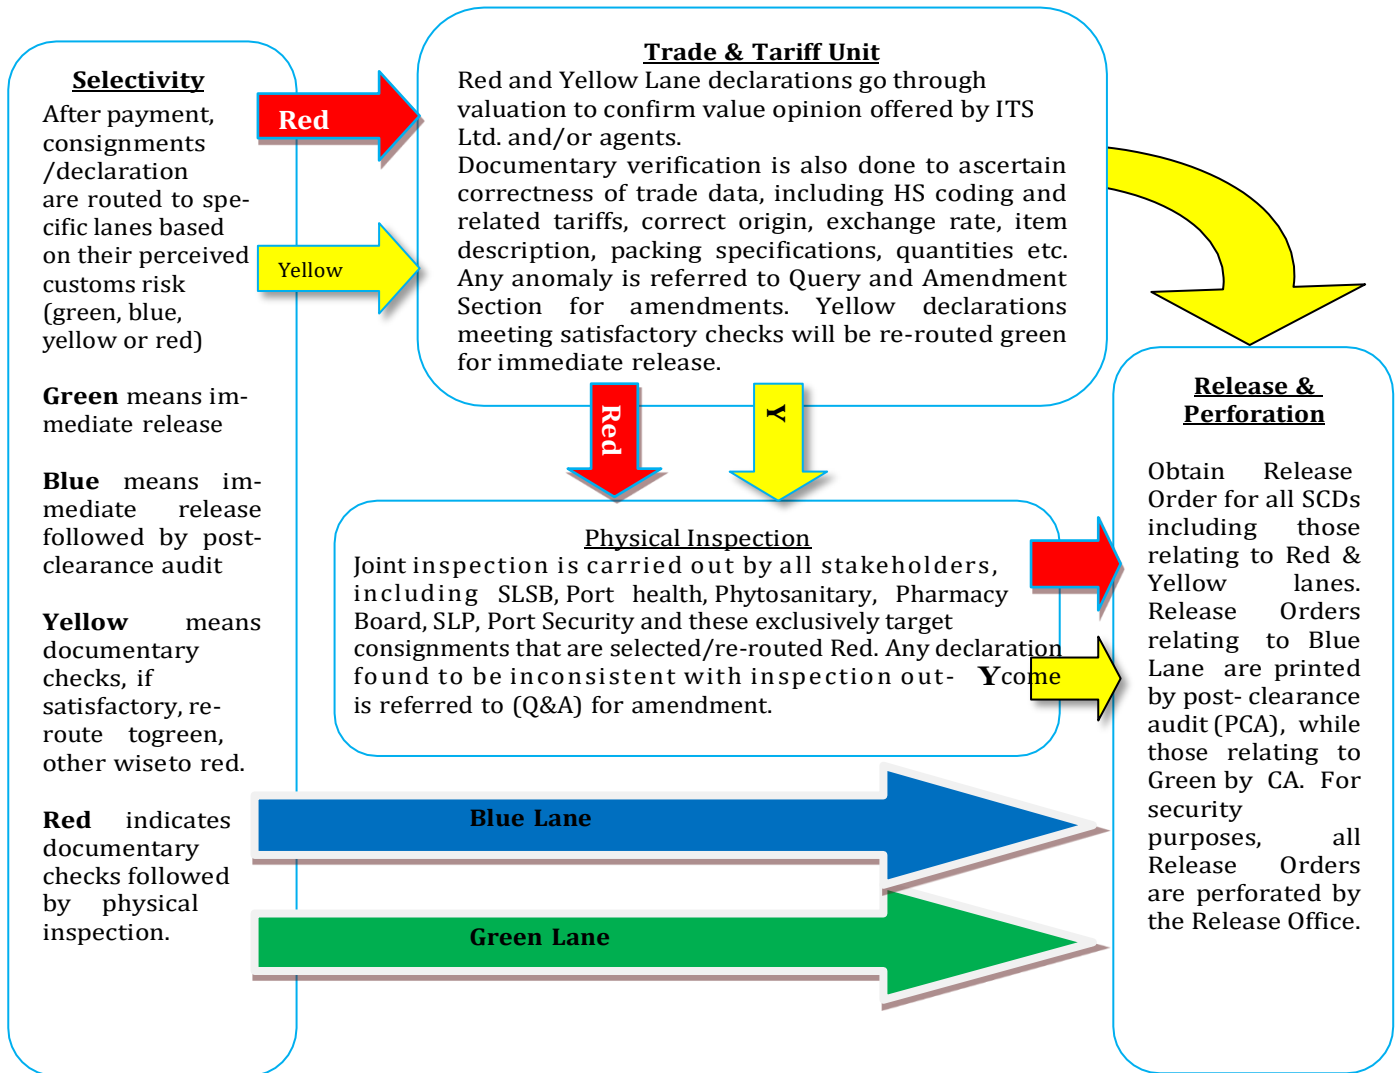 Selectivity
After payment,
consignments
/declaration
are routed to spe-
cific lanes based
on their perceived
customs risk
(green, blue,
yellow or red)
Green means im-
mediate release
Blue means im-
mediate release
followed by post-
clearance audit
Yellow means
documentary
checks, if
satisfactory, re-
route togreen,
other wiseto red.
Red indicates
documentary
checks followed
by physical
inspection.
Red
Yellow
Trade & Tariff Unit
Red and Yellow Lane declarations go through
valuation to confirm value opinion offered by ITS
Ltd. and/or agents.
Documentary verification is also done to ascertain
correctness of trade data, including HS coding and
related tariffs, correct origin, exchange rate, item
description, packing specifications, quantities etc.
Any anomaly is referred to Query and Amendment
Section for amendments. Yellow declarations
meeting satisfactory checks will be re-routed green
for immediate release.
Red
Y
Physical Inspection
Joint inspection is carried out by all stakeholders,
including SLSB, Port health, Phytosanitary, Pharmacy
Board, SLP, Port Security and these exclusively target
consignments that are selected/re-routed Red. Any declaration
found to be inconsistent with inspection out- Ycome
is referred to (Q&A) for amendment.
Blue Lane
Green Lane
Release &
Perforation
Obtain Release
Order for all SCDs
including those
relating to Red &
Yellow lanes.
Release Orders
relating to Blue
Lane are printed
by post- clearance
audit (PCA), while
those relating to
Green by CA. For
security
purposes, all
Release Orders
are perforated by
the Release Office.